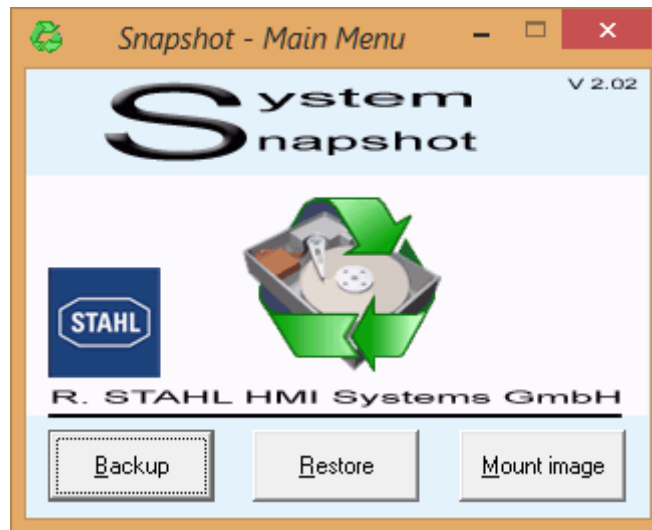 Snapshot - Main Menu
System
Snapshot
V 2.02
STAHL
R. STAHL HMI Systems GmbH
Backup
Restore
Mount image